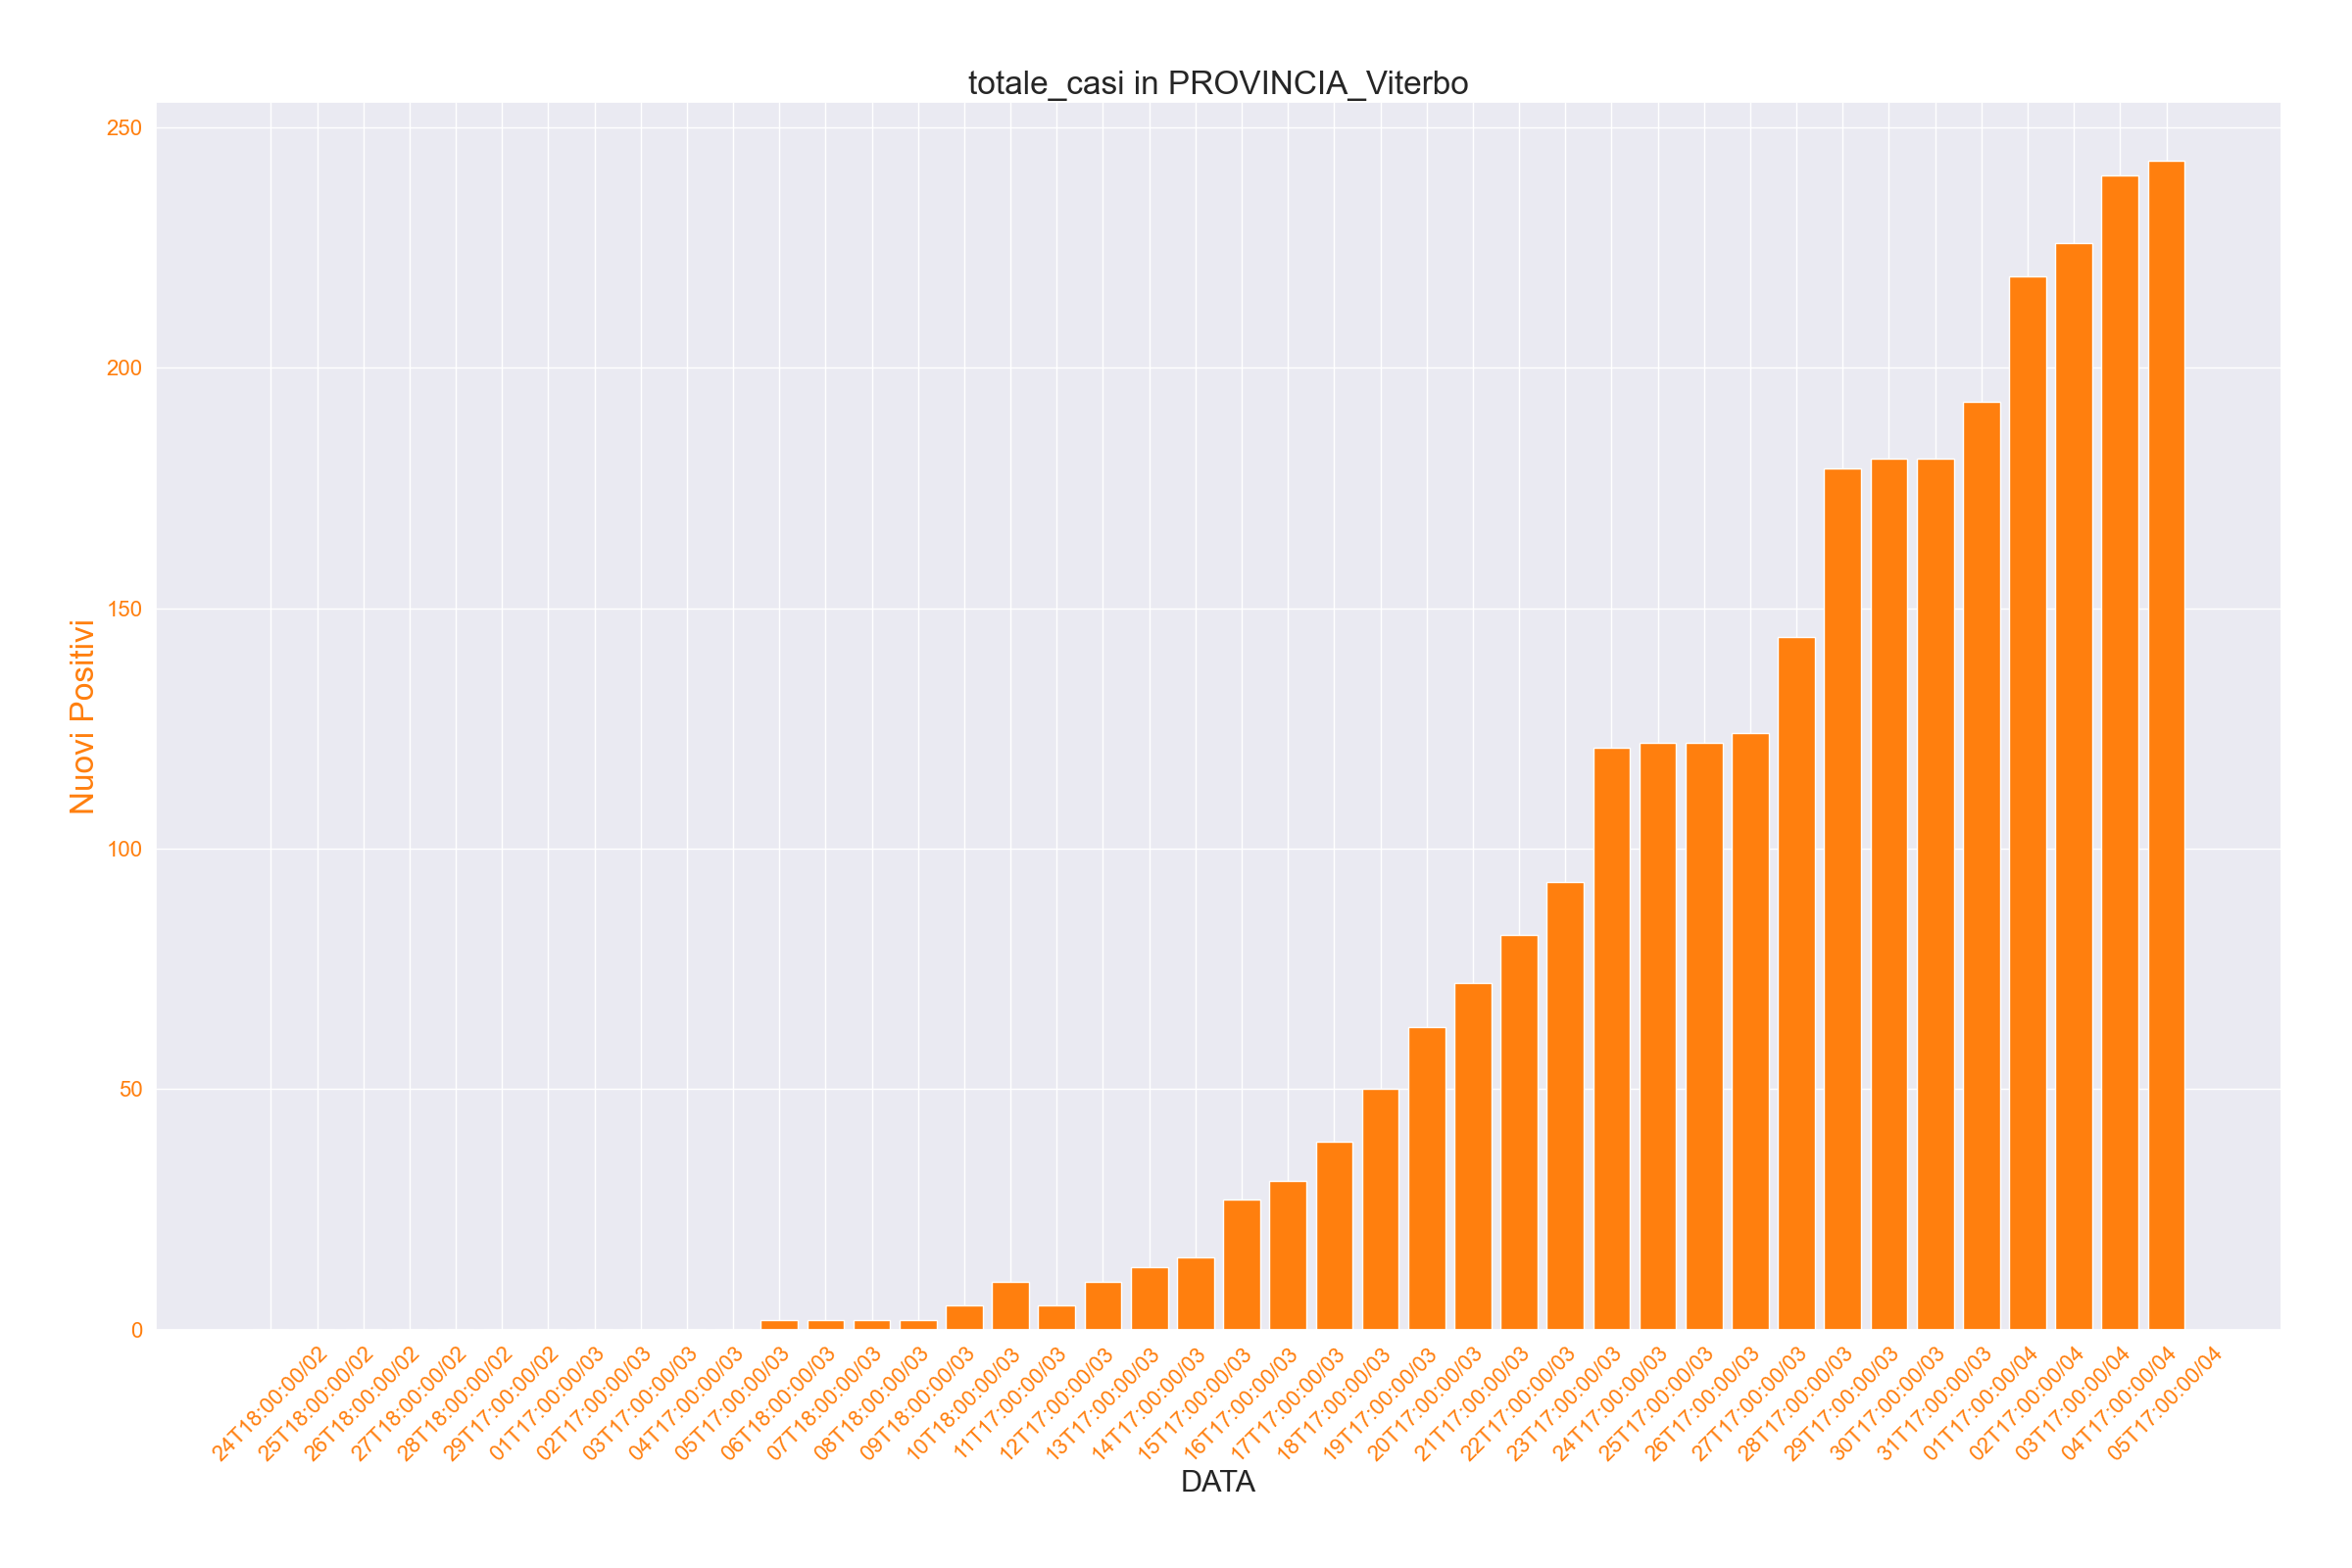 totale_casi in PROVINCIA_Viterbo
250
200
150
100
50
0
Nuovi Positivi
24T18:00:00/02
25T18:00:00/02
26T18:00:00/02
27T18:00:00/02
28T18:00:00/02
29T17:00:00/02
01T17:00:00/03
02T17:00:00/03
03T17:00:00/03
04T17:00:00/03
05T17:00:00/03
06T18:00:00/03
07T18:00:00/03
08T18:00:00/03
09T18:00:00/03
10T18:00:00/03
11T17:00:00/03
12T17:00:00/03
13T17:00:00/03
14T17:00:00/03
15T17:00:00/03
16T17:00:00/03
17T17:00:00/03
18T17:00:00/03
19T17:00:00/03
20T17:00:00/03
21T17:00:00/03
22T17:00:00/03
23T17:00:00/03
24T17:00:00/03
25T17:00:00/03
26T17:00:00/03
27T17:00:00/03
28T17:00:00/03
29T17:00:00/03
30T17:00:00/03
31T17:00:00/03
01T17:00:00/04
02T17:00:00/04
03T17:00:00/04
04T17:00:00/04
05T17:00:00/04
DATA